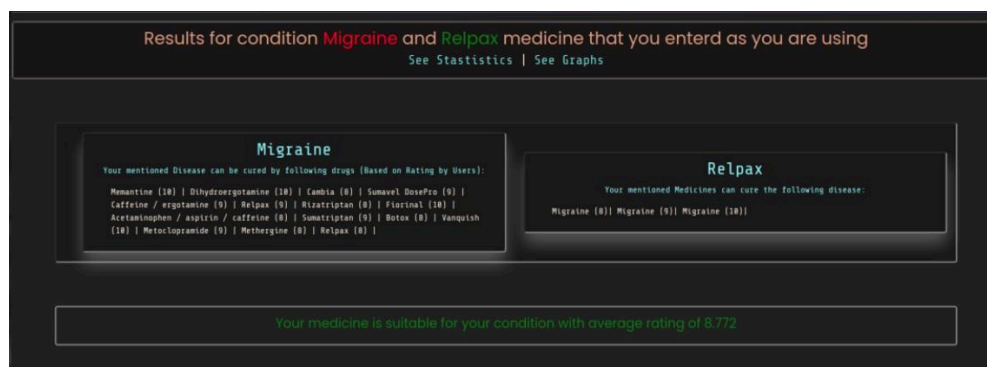 Results for condition Migraine and Relpax medicine that you enterd as you are using
See Stastistics | See Graphs
Migraine
Your mentioned Disease can be cured by following drugs (Based on Rating by Users):
Memantine (10) | Dihydroergotamine (10) | Cambia (8) | Sumavel DosePro (9) |
Caffeine / ergotamine (9) | Relpax (9) | Rizatriptan (8) | Fiorinal (10) |
Acetaminophen / aspirin / caffeine (8) | Sumatriptan (9) | Botox (8) | Vanquish
(10) | Metoclopramide (9) | Methergine (8) | Relpax (8) |
Relpax
Your mentioned Medicines can cure the following disease:
Migraine (8)| Migraine (9)| Migraine (10)|
Your medicine is suitable for your condition with average rating of 8.772